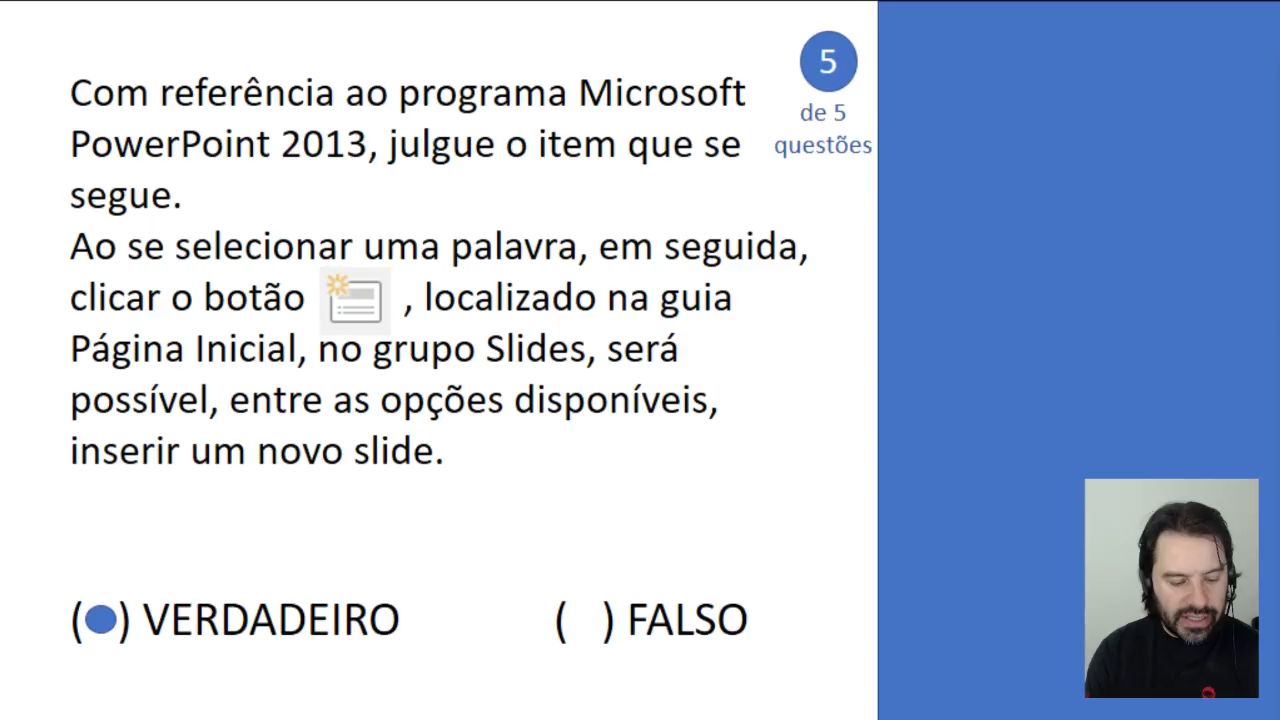 Com referência ao programa Microsoft
PowerPoint 2013, julgue o item que se
segue.
Ao se selecionar uma palavra, em seguida,
clicar o botão , localizado na guia
Página Inicial, no grupo Slides, será
possível, entre as opções disponíveis,
inserir um novo slide.
5
de 5
questões
( ) VERDADEIRO ( ) FALSO